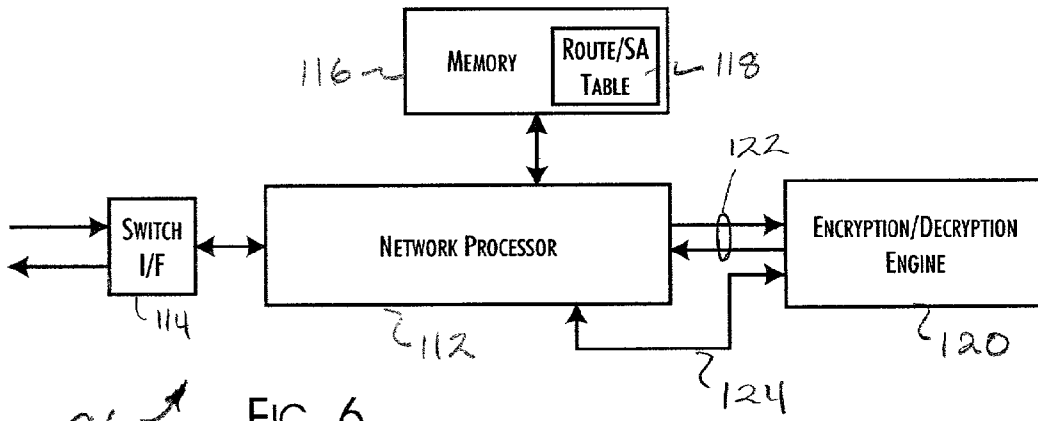 MEMORY
ROUTE/SA
TABLE
116
118
122
SWITCH
I/F
NETWORK PROCESSOR
ENCRYPTION/DECRYPTION
ENGINE
114
112
124
120
FIG. 6